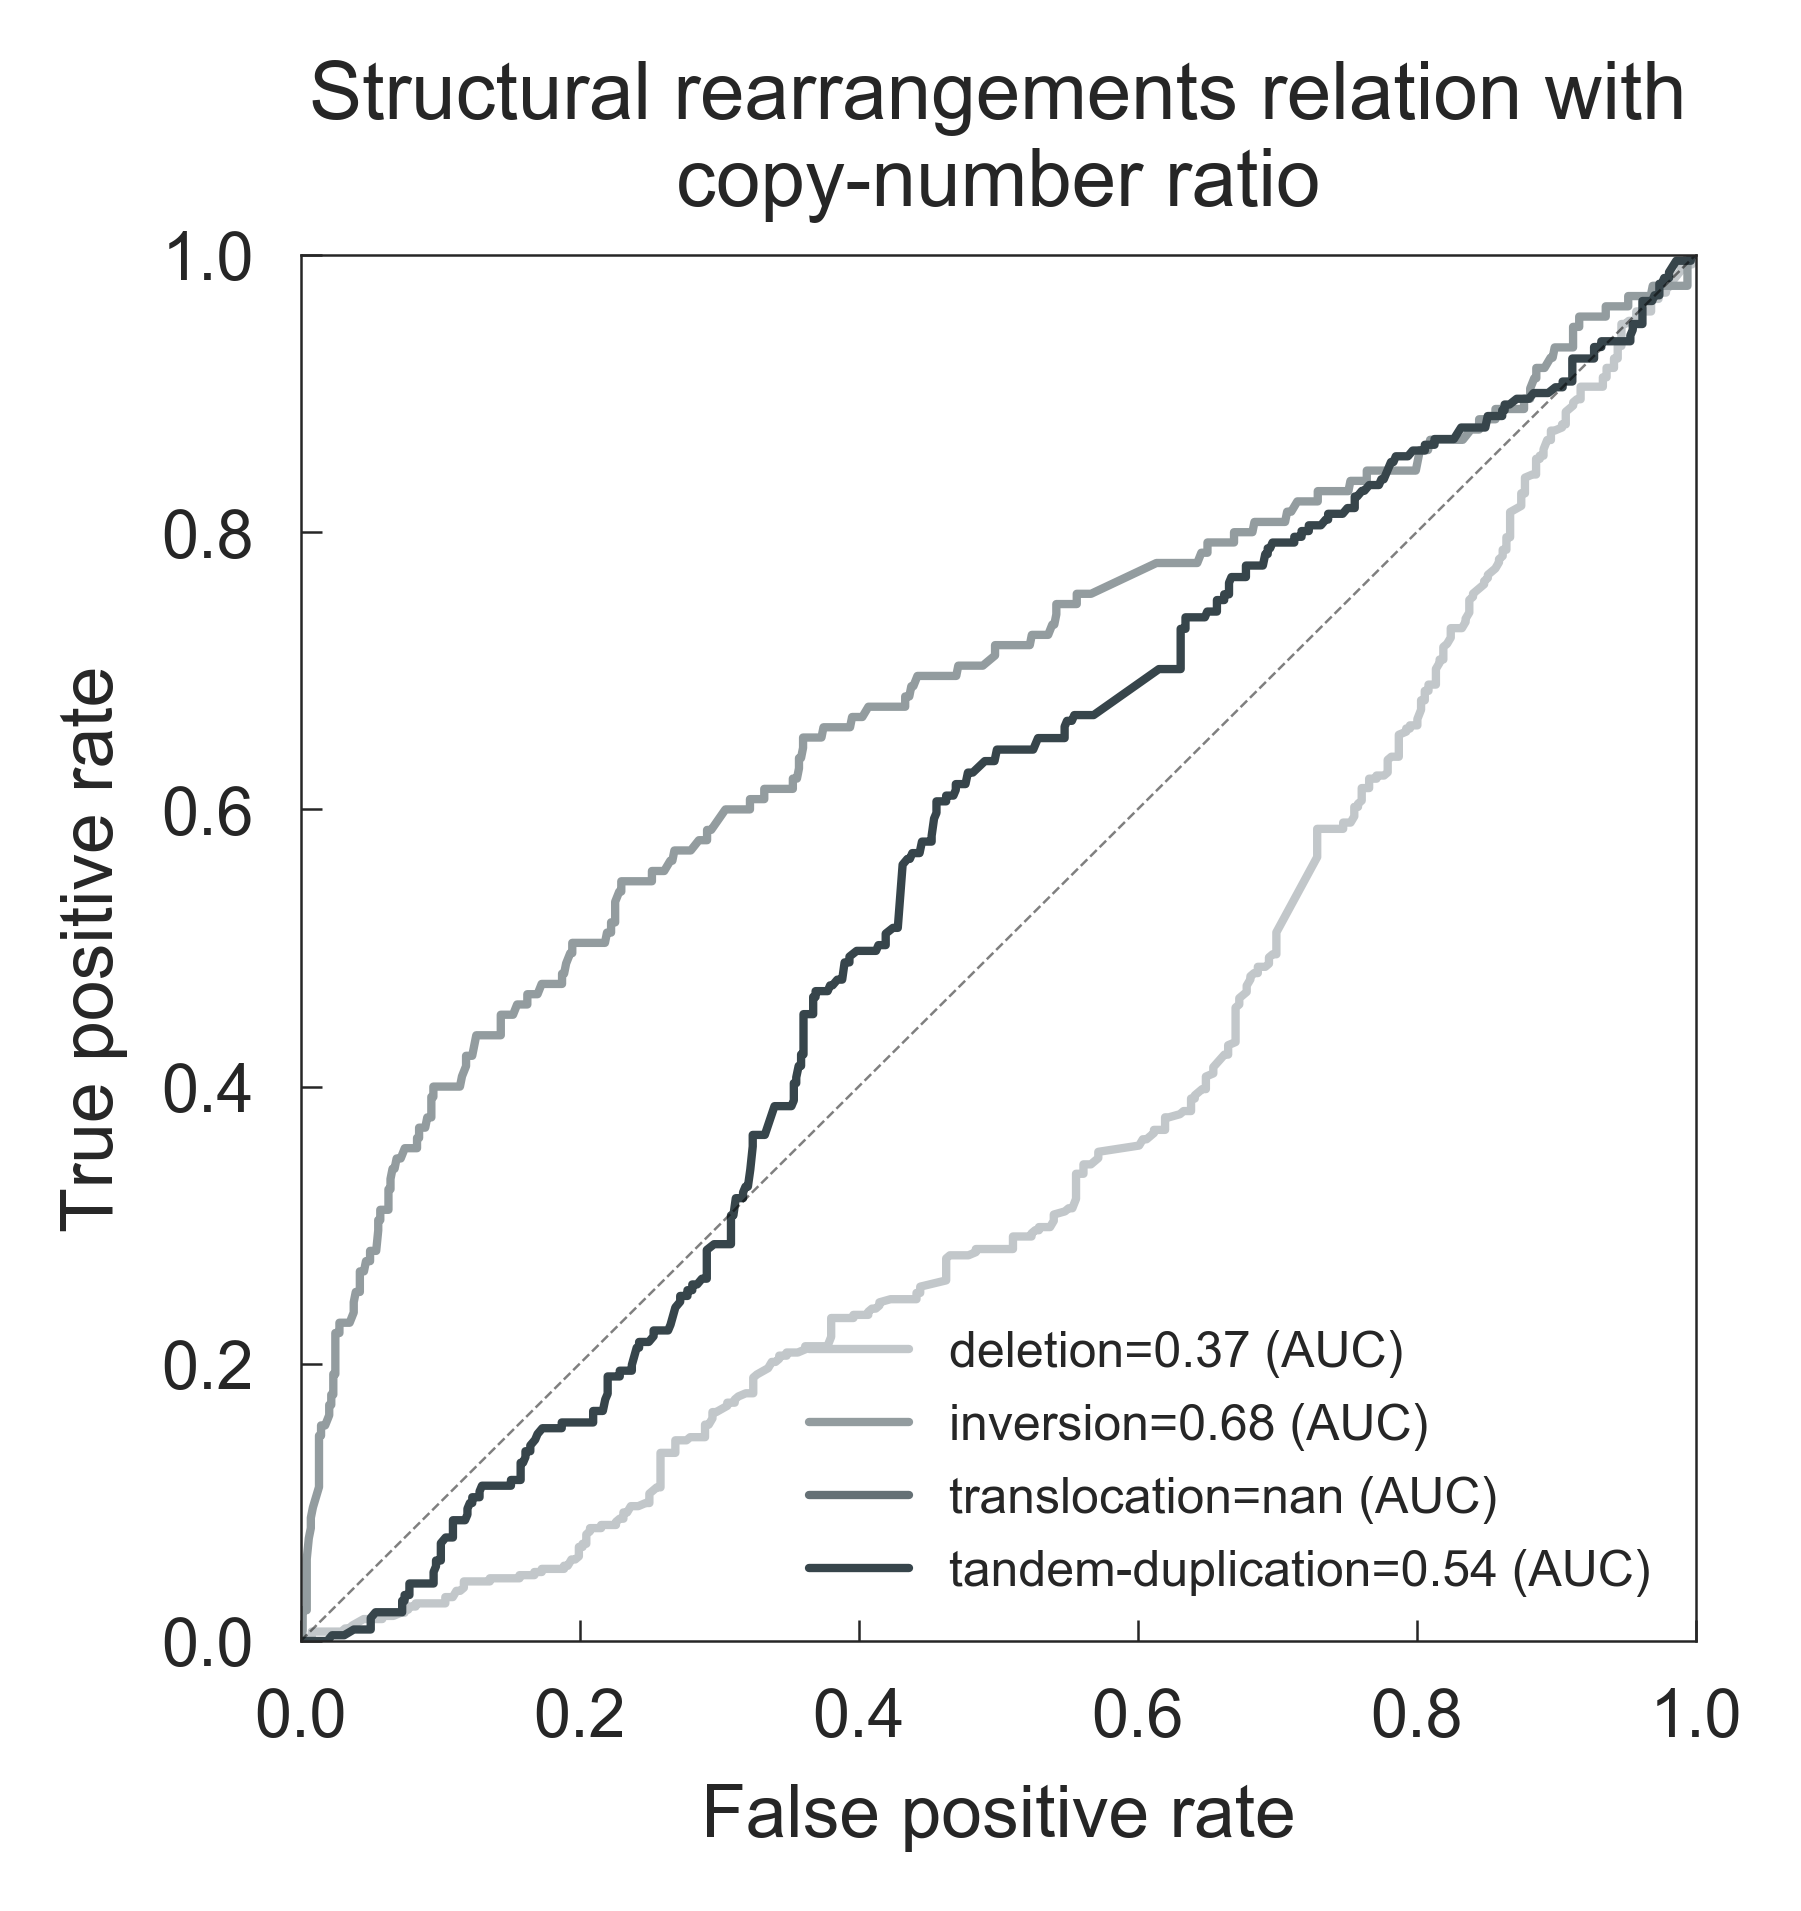 Structural rearrangements relation with
copy-number ratio
1.0
0.8
0.6
0.4
0.2
0.0
True positive rate
deletion=0.37 (AUC)
inversion=0.68 (AUC)
translocation=nan (AUC)
tandem-duplication=0.54 (AUC)
0.0 0.2 0.4 0.6 0.8 1.0
False positive rate